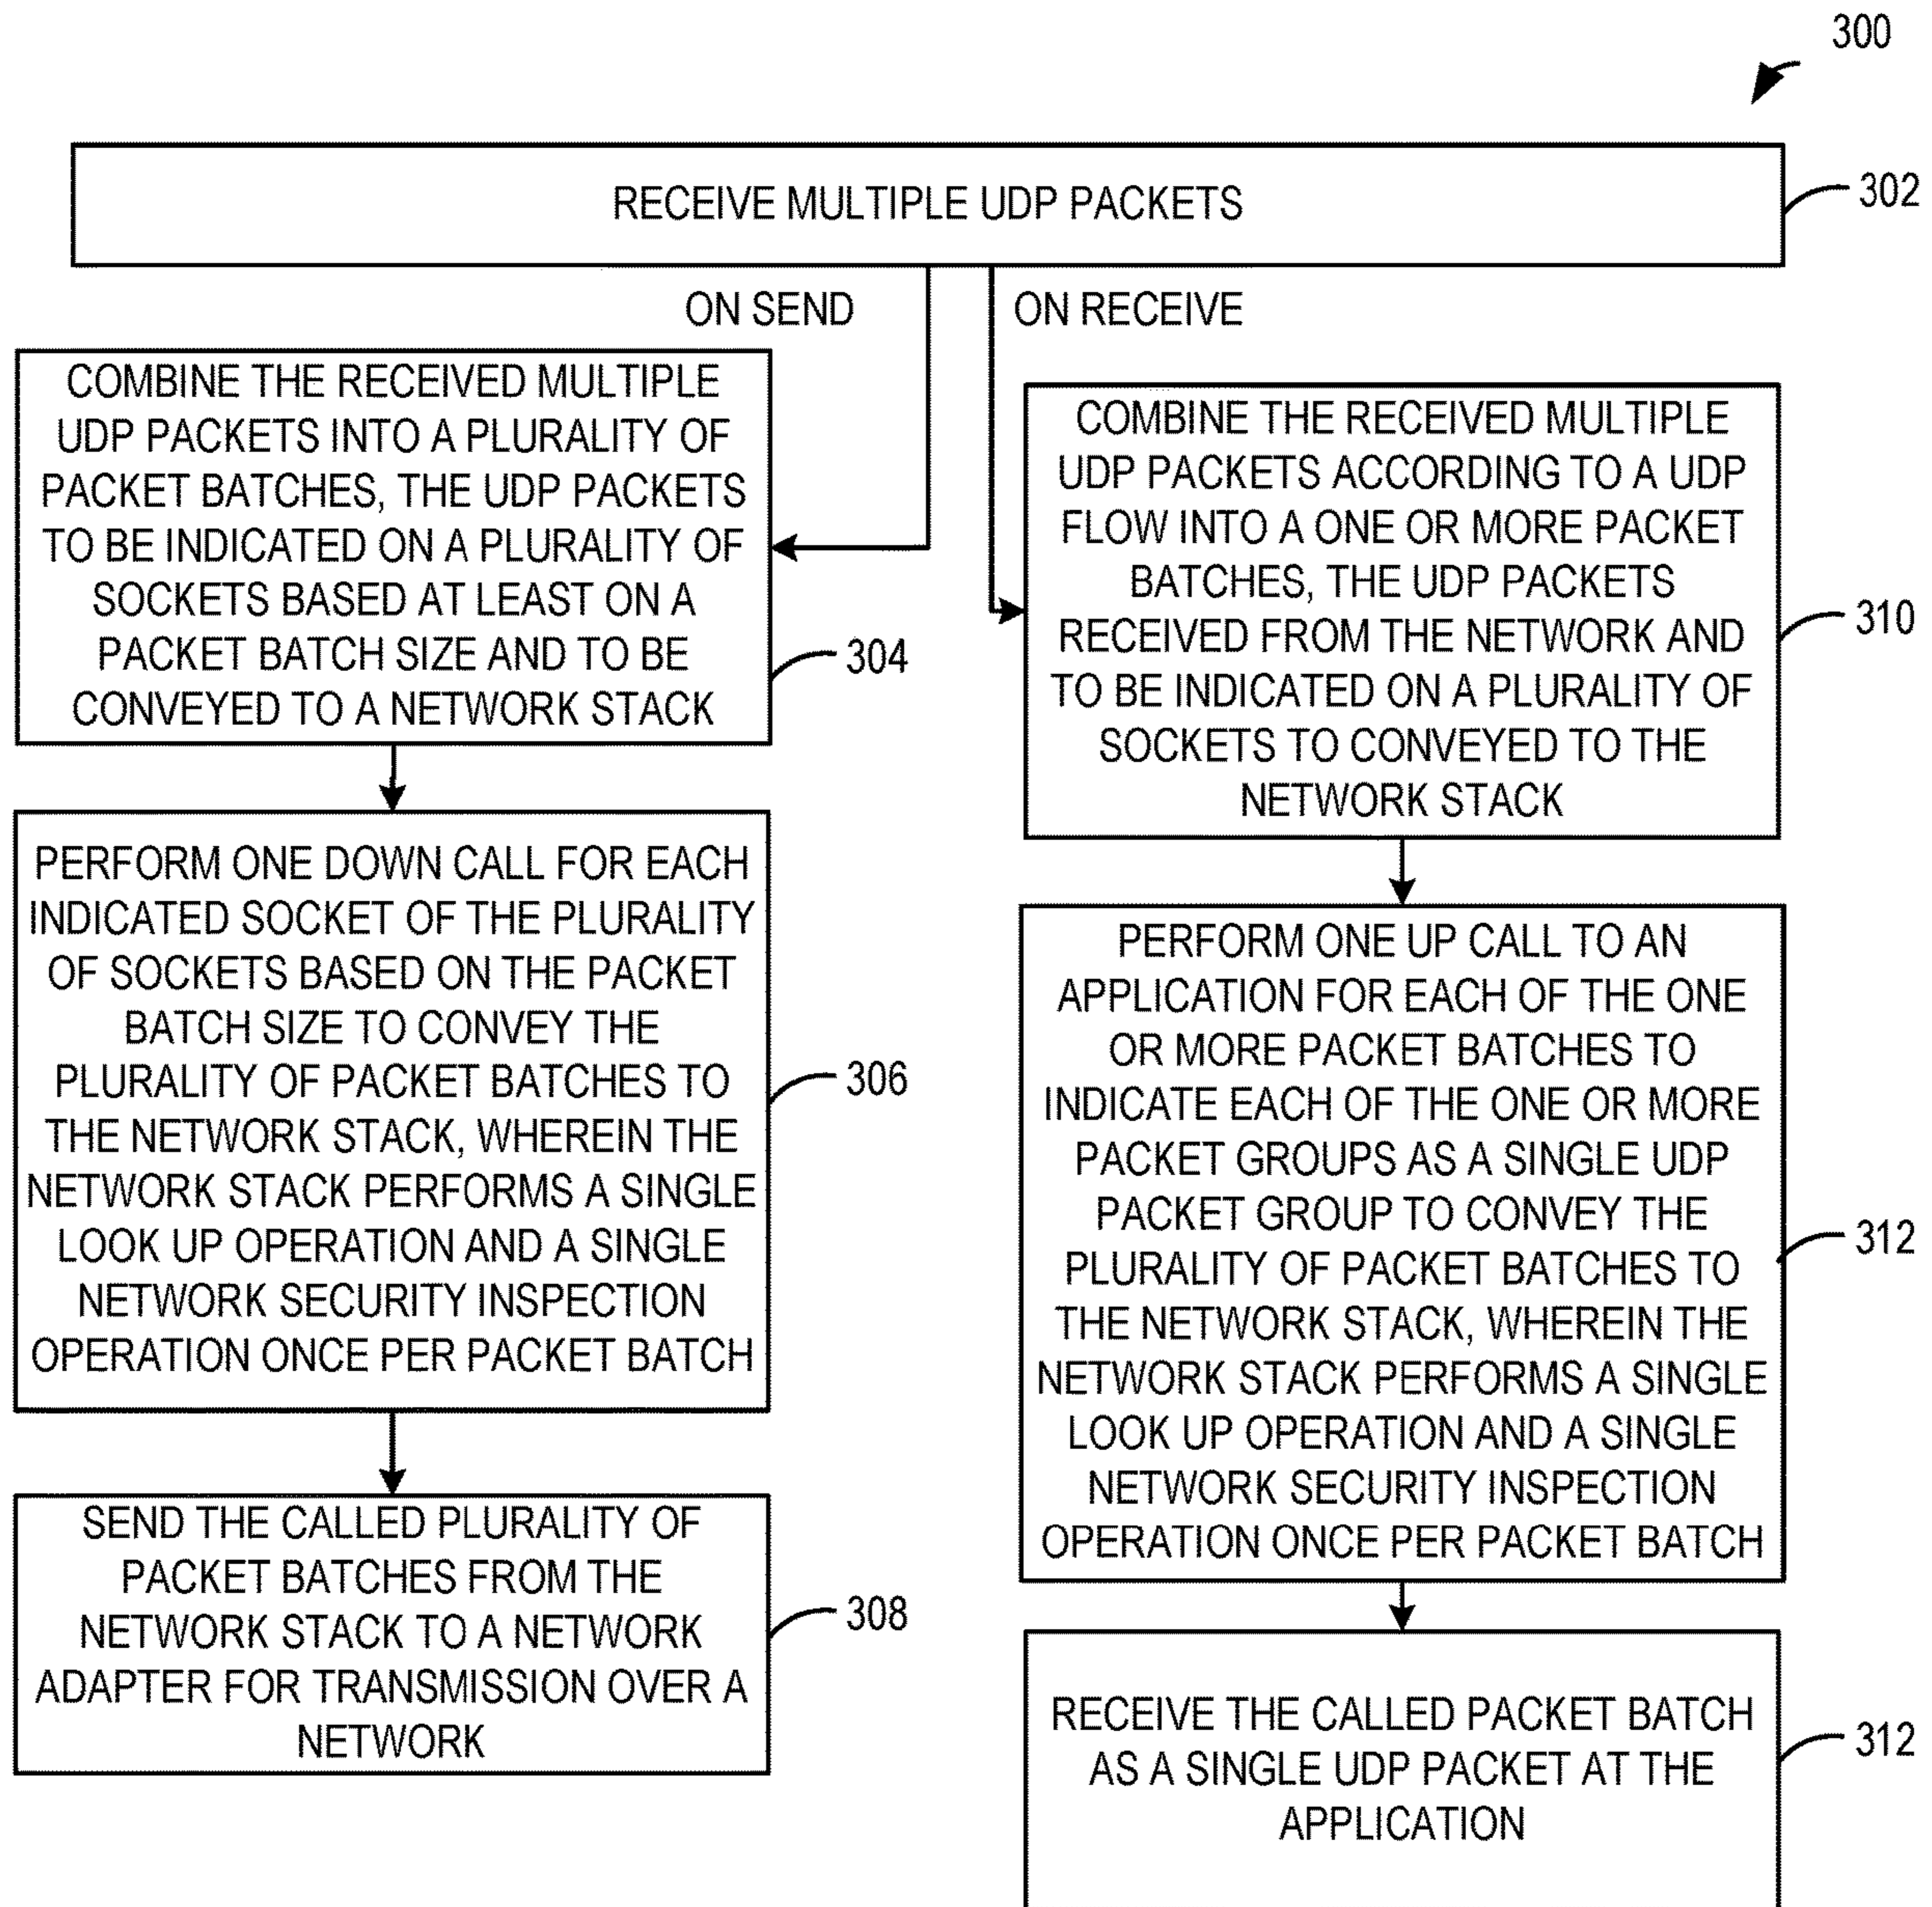 300
RECEIVE MULTIPLE UDP PACKETS
302
ON SEND
ON RECEIVE
COMBINE THE RECEIVED MULTIPLE
UDP PACKETS INTO A PLURALITY OF
PACKET BATCHES, THE UDP PACKETS
TO BE INDICATED ON A PLURALITY OF
SOCKETS BASED AT LEAST ON A
PACKET BATCH SIZE AND TO BE
CONVEYED TO A NETWORK STACK
304
PERFORM ONE DOWN CALL FOR EACH
INDICATED SOCKET OF THE PLURALITY
OF SOCKETS BASED ON THE PACKET
BATCH SIZE TO CONVEY THE
PLURALITY OF PACKET BATCHES TO
THE NETWORK STACK, WHEREIN THE
NETWORK STACK PERFORMS A SINGLE
LOOK UP OPERATION AND A SINGLE
NETWORK SECURITY INSPECTION
OPERATION ONCE PER PACKET BATCH
306
SEND THE CALLED PLURALITY OF
PACKET BATCHES FROM THE
NETWORK STACK TO A NETWORK
ADAPTER FOR TRANSMISSION OVER A
NETWORK
308
COMBINE THE RECEIVED MULTIPLE
UDP PACKETS ACCORDING TO A UDP
FLOW INTO A ONE OR MORE PACKET
BATCHES, THE UDP PACKETS
RECEIVED FROM THE NETWORK AND
TO BE INDICATED ON A PLURALITY OF
SOCKETS TO CONVEYED TO THE
NETWORK STACK
310
PERFORM ONE UP CALL TO AN
APPLICATION FOR EACH OF THE ONE
OR MORE PACKET BATCHES TO
INDICATE EACH OF THE ONE OR MORE
PACKET GROUPS AS A SINGLE UDP
PACKET GROUP TO CONVEY THE
PLURALITY OF PACKET BATCHES TO
THE NETWORK STACK, WHEREIN THE
NETWORK STACK PERFORMS A SINGLE
LOOK UP OPERATION AND A SINGLE
NETWORK SECURITY INSPECTION
OPERATION ONCE PER PACKET BATCH
312
RECEIVE THE CALLED PACKET BATCH
AS A SINGLE UDP PACKET AT THE
APPLICATION
312